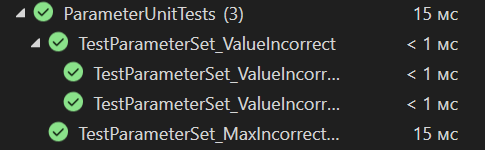 ParameterUnitTests (3) 15 мс
TestParameterSet_ValueIncorrect < 1 мс
TestParameterSet_ValueIncorr... < 1 мс
TestParameterSet_ValueIncorr... < 1 мс
TestParameterSet_MaxIncorrect... 15 мс